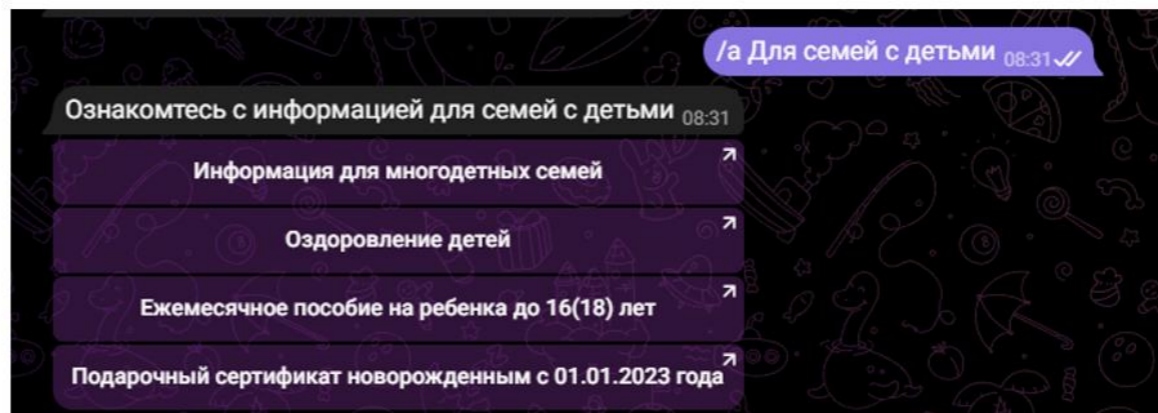 /а Для семей с детьми 08:31
Ознакомтесь с информацией для семей с детьми 08:31
Информация для многодетных семей
Оздоровление детей
Ежемесячное пособие на ребенка до 16(18) лет
Подарочный сертификат новорожденным с 01.01.2023 года